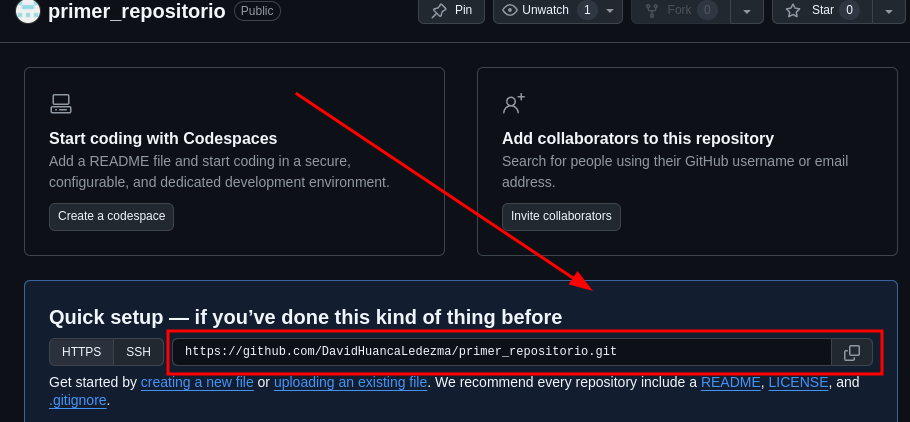 primer_repositorio Public Pin Unwatch 1 Fork 0 Star 0
Start coding with Codespaces
Add a README file and start coding in a secure,
configurable, and dedicated development environment.
Create a codespace
Add collaborators to this repository
Search for people using their GitHub username or email
address.
Invite collaborators
Quick setup — if you’ve done this kind of thing before
HTTPS SSH https://github.com/DavidHuancaLedezma/primer_repositorio.git
Get started by creating a new file or uploading an existing file. We recommend every repository include a README, LICENSE, and
.gitignore.